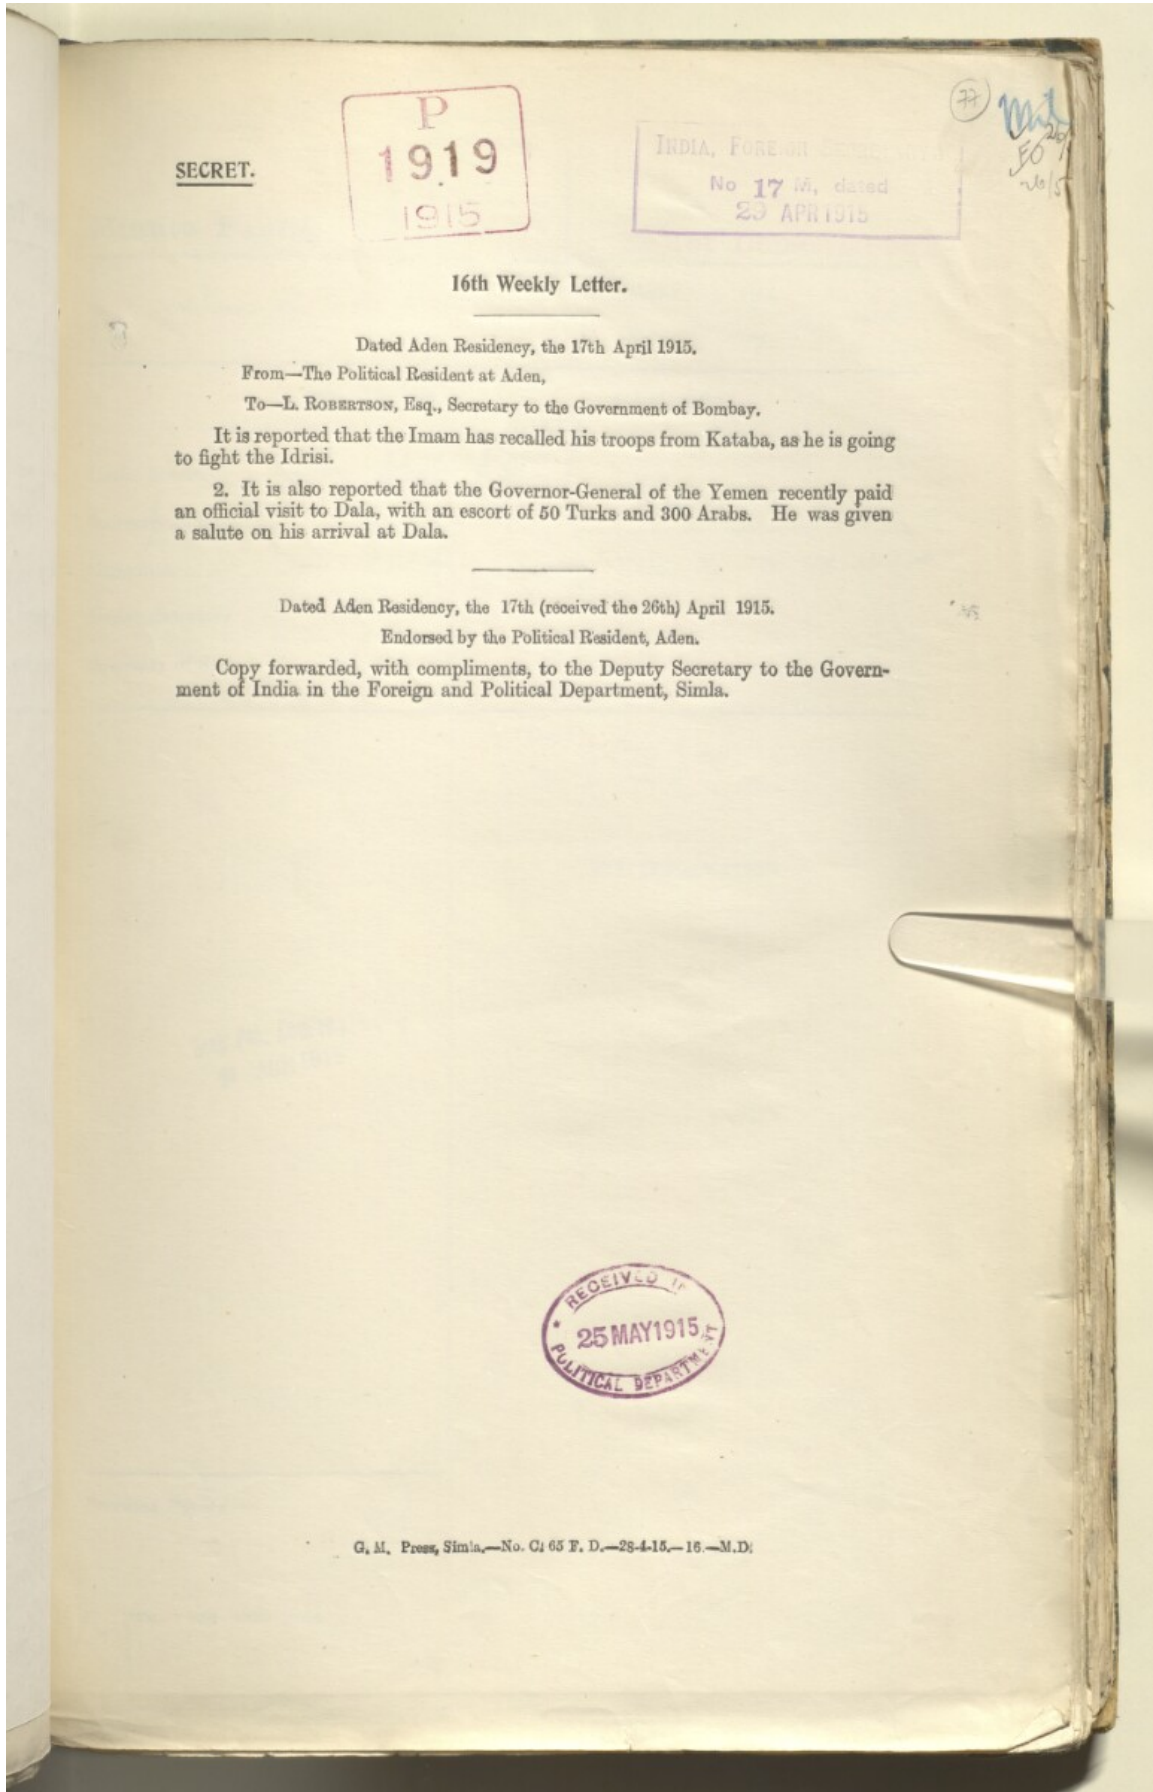 77
P
1919
1915
SECRET.
INDIA, FOREIGN
No 17 M, dated
29 APR 1915
26/5
16th Weekly Letter.
Dated Aden Residency, the 17th April 1915.
From—The Political Resident at Aden,
To—L. ROBERTSON, Esq., Secretary to the Government of Bombay.
It is reported that the Imam has recalled his troops from Kataba, as he is going
to fight the Idrisi.
2. It is also reported that the Governor-General of the Yemen recently paid
an official visit to Dala, with an escort of 50 Turks and 300 Arabs. He was given
a salute on his arrival at Dala.
Dated Aden Residency, the 17th (received the 26th) April 1915.
Endorsed by the Political Resident, Aden.
Copy forwarded, with compliments, to the Deputy Secretary to the Govern-
ment of India in the Foreign and Political Department, Simla.
RECEIVED IN
25 MAY 1915
POLITICAL DEPARTMENT
G. M. Press, Simla.—No. C. 65 F. D.—28-4-15.—16.—M.D.